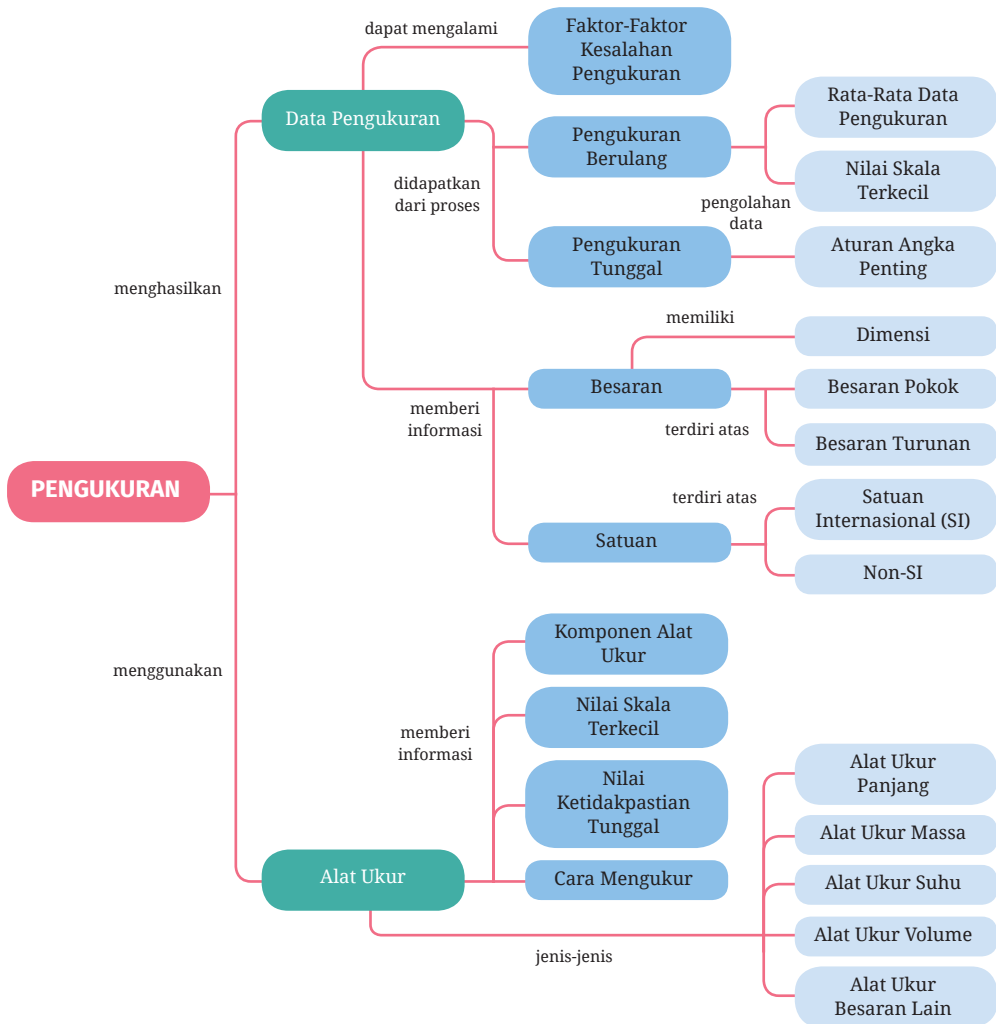 dapat mengalami
Faktor-Faktor
Kesalahan
Pengukuran
Data Pengukuran
didapatkan
dari proses
Pengukuran
Berulang
Rata-Rata Data
Pengukuran
Nilai Skala
Terkecil
Pengukuran
Tunggal
pengolahan
data
Aturan Angka
Penting
menghasilkan
memberi
informasi
Besaran
memiliki
Dimensi
terdiri atas
Besaran Pokok
Besaran Turunan
PENGUKURAN
Satuan
terdiri atas
Satuan
Internasional (SI)
Non-SI
menggunakan
memberi
informasi
Komponen Alat
Ukur
Nilai Skala
Terkecil
Nilai
Ketidakpastian
Tunggal
Cara Mengukur
Alat Ukur
jenis-jenis
Alat Ukur
Panjang
Alat Ukur Massa
Alat Ukur Suhu
Alat Ukur Volume
Alat Ukur
Besaran Lain